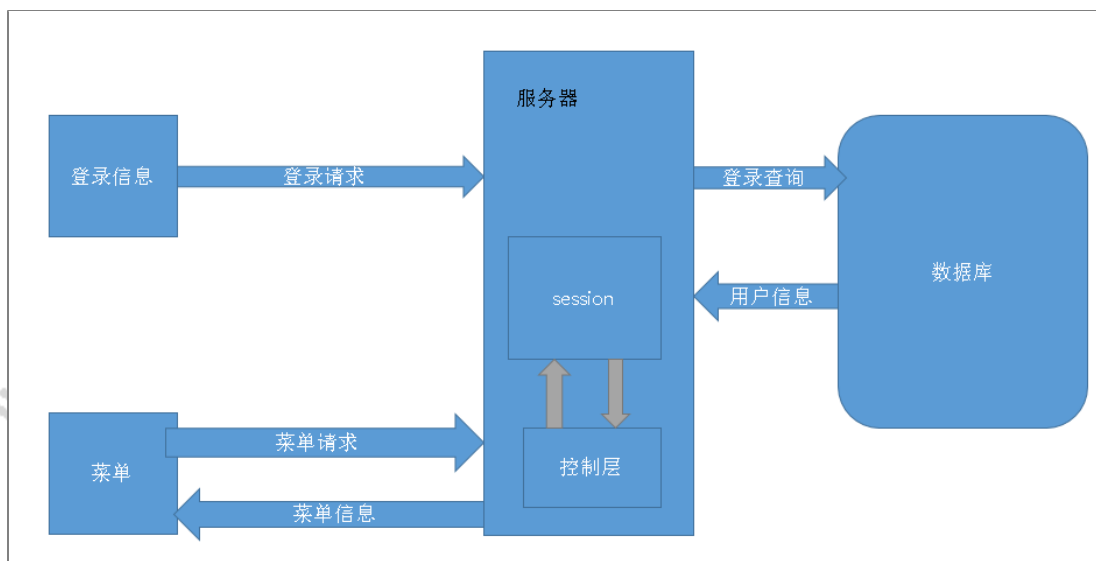 服务器
登录信息
登录请求
登录查询
数据库
session
用户信息
菜单请求
控制层
菜单
菜单信息